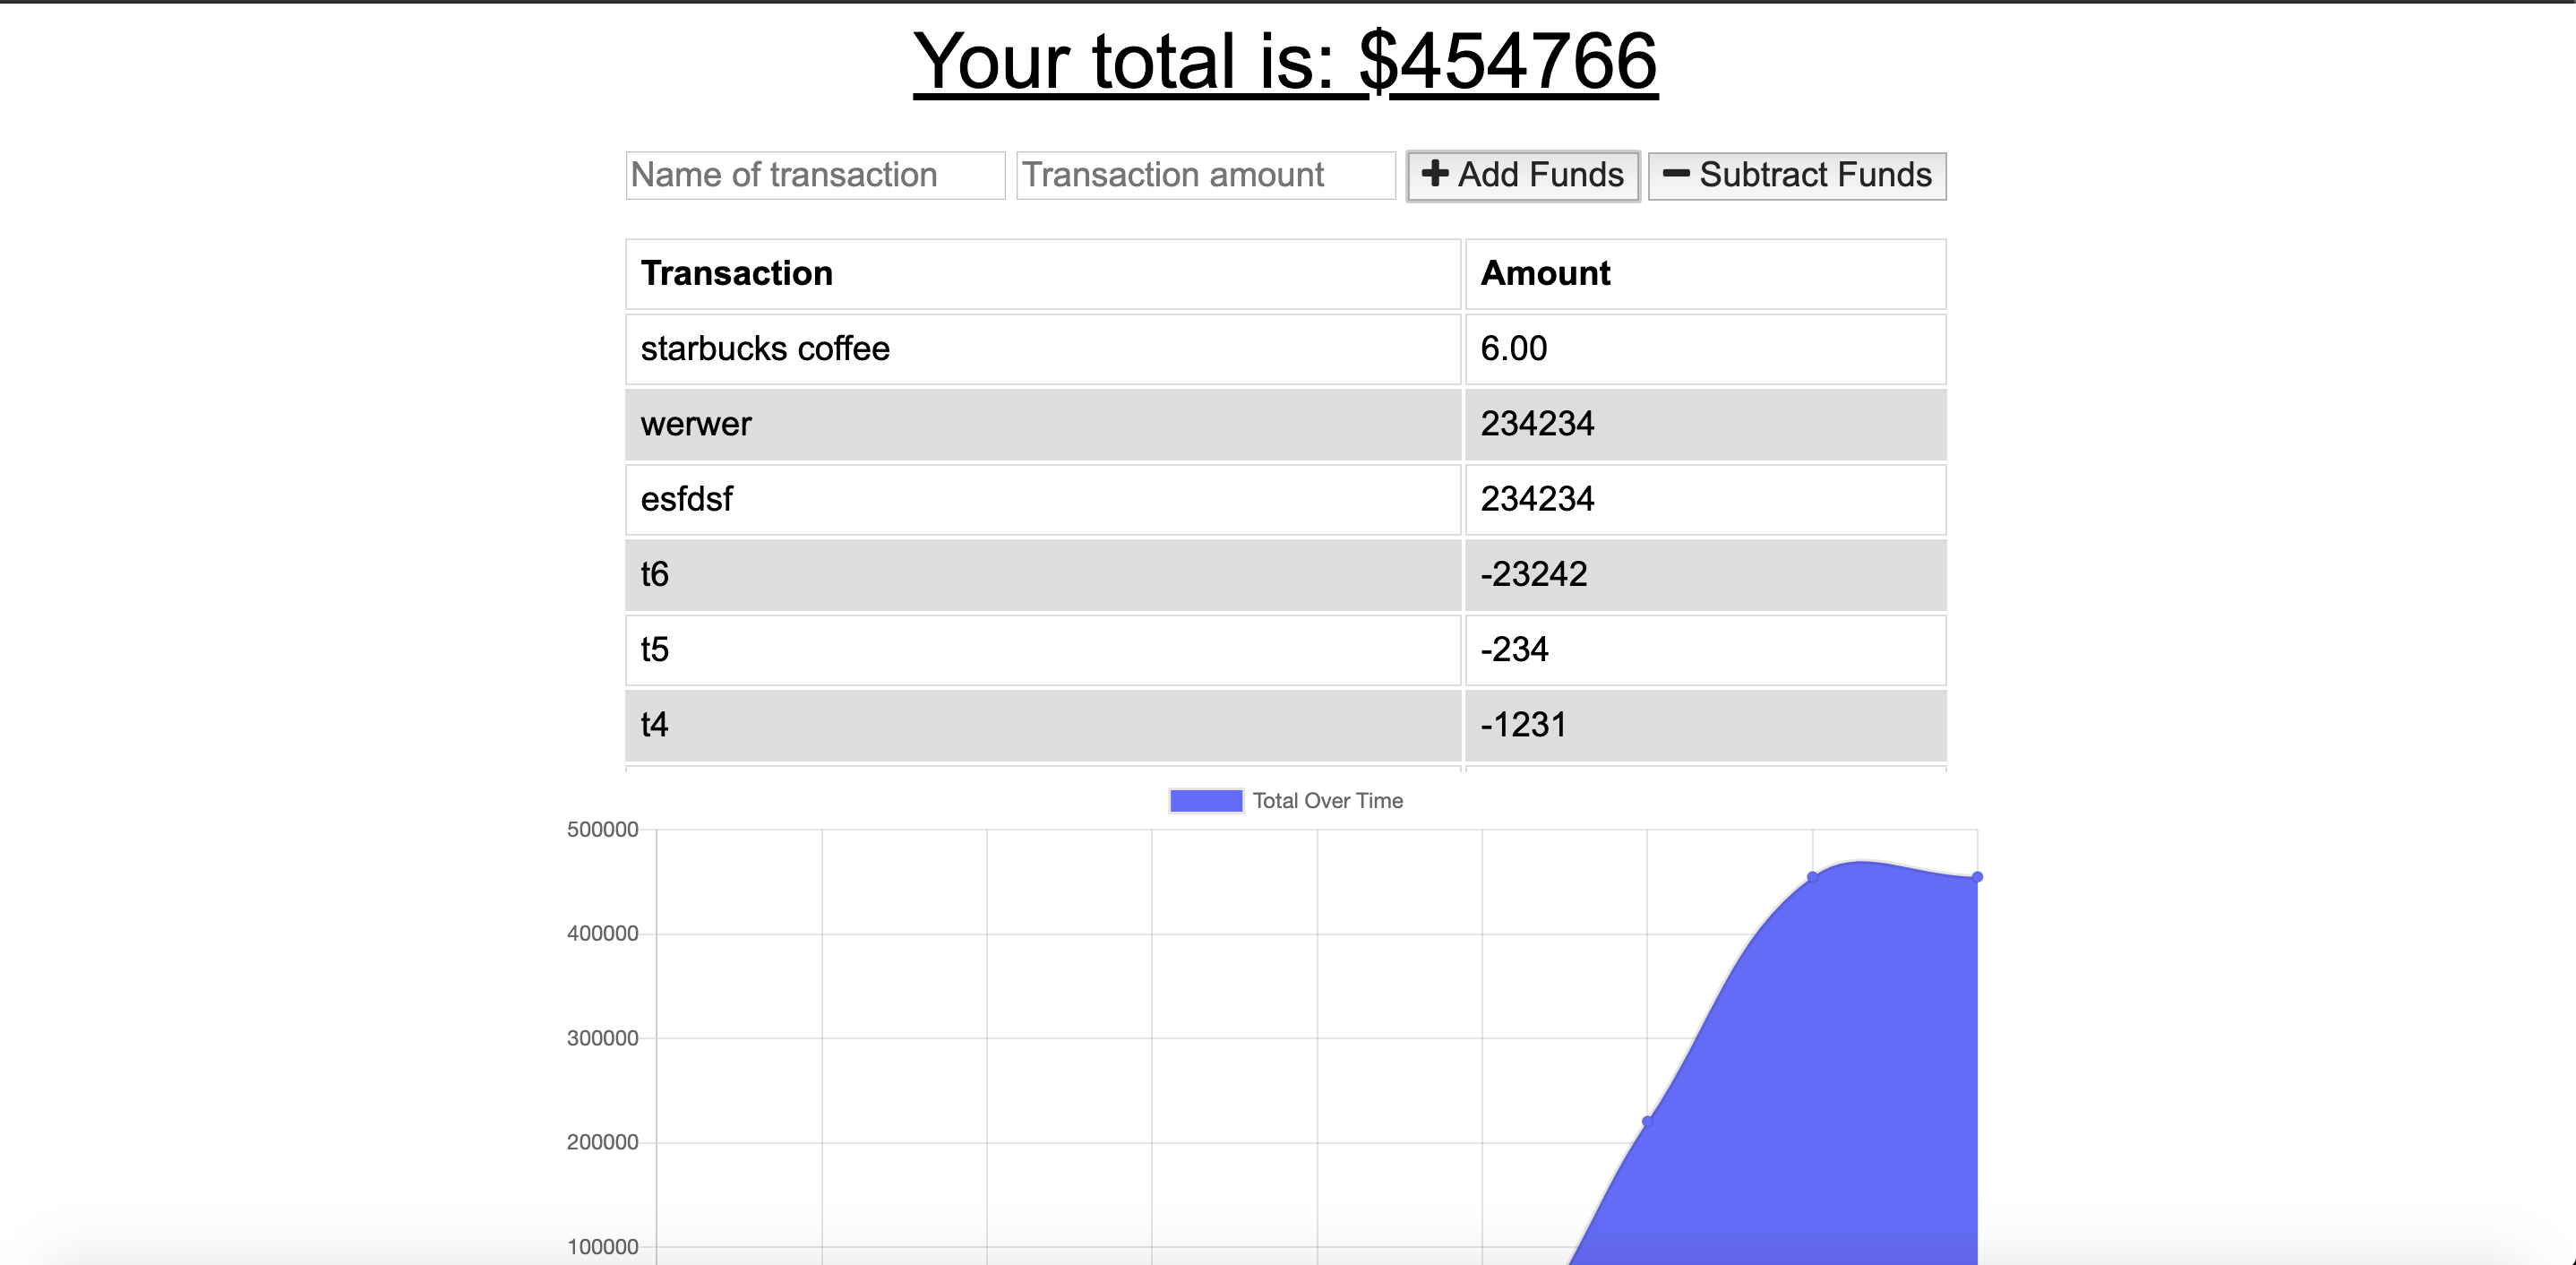 Your total is: $454766
Name of transaction Transaction amount + Add Funds − Subtract Funds
Transaction Amount
starbucks coffee 6.00
werwer 234234
esfdsf 234234
t6 -23242
t5 -234
t4 -1231
Total Over Time
500000
400000
300000
200000
100000